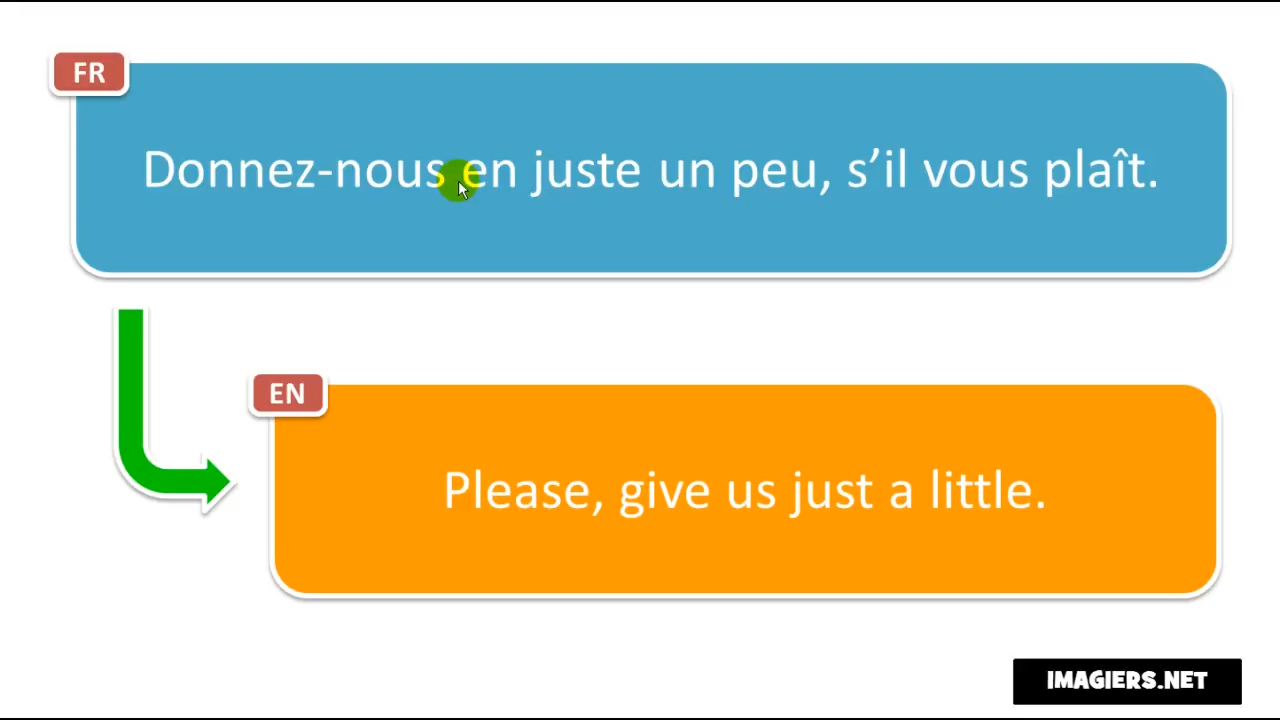 FR
Donnez-nous en juste un peu, s’il vous plaît.
EN
Please, give us just a little.
IMAGIERS.NET